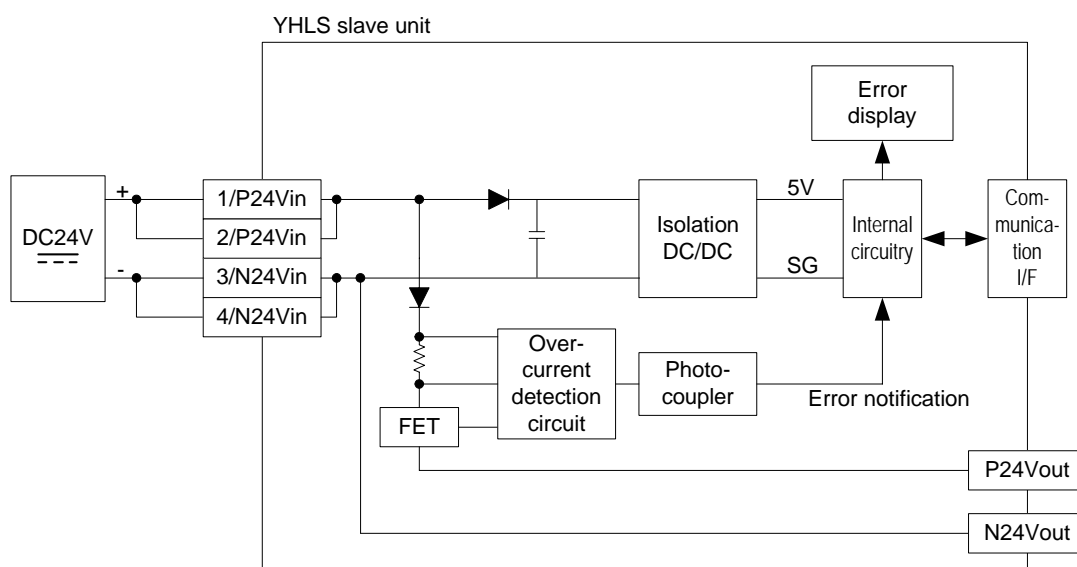 YHLS slave unit
Error
display
+
DC24V
-
1/P24Vin
2/P24Vin
3/N24Vin
4/N24Vin
Isolation
DC/DC
5V
SG
Internal
circuitry
Com-
munica-
tion
I/F
Over-
current
detection
circuit
Photo-
coupler
Error notification
FET
P24Vout
N24Vout